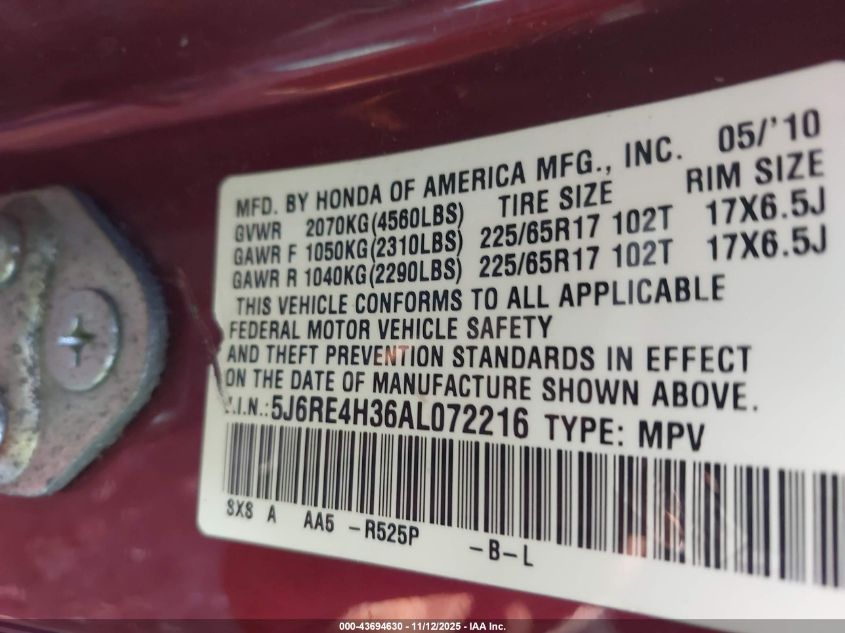 MFD. BY HONDA OF AMERICA MFG., INC. 05/'10
GVWR 2070KG(4560LBS) TIRE SIZE RIM SIZE
GAWR F 1050KG(2310LBS) 225/65R17 102T 17X6.5J
GAWR R 1040KG(2290LBS) 225/65R17 102T 17X6.5J
THIS VEHICLE CONFORMS TO ALL APPLICABLE
FEDERAL MOTOR VEHICLE SAFETY
AND THEFT PREVENTION STANDARDS IN EFFECT
ON THE DATE OF MANUFACTURE SHOWN ABOVE.
V.I.N.:5J6RE4H36AL072216 TYPE: MPV
SXS A AA5 -R525P -B-L
000-43694630 - 11/12/2025 - IAA Inc.